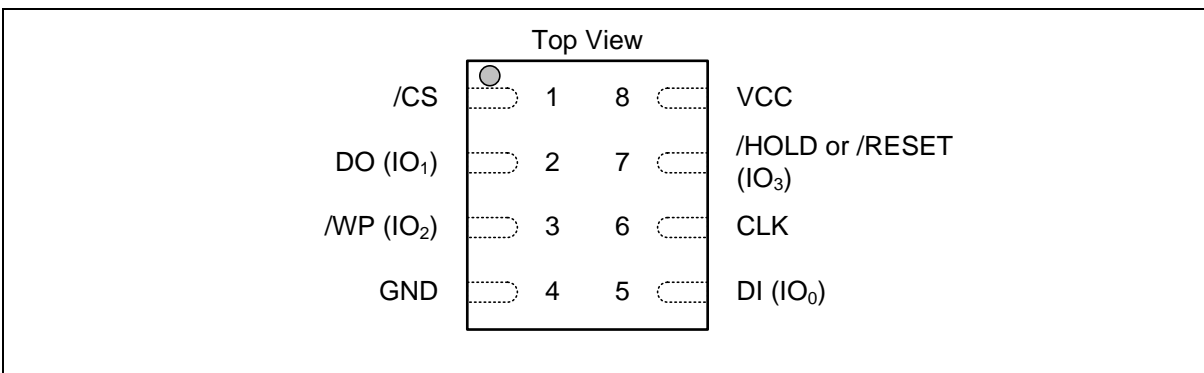 Top View
/CS 1 8 VCC
DO (IO₁) 2 7 /HOLD or /RESET
(IO₃)
/WP (IO₂) 3 6 CLK
GND 4 5 DI (IO₀)